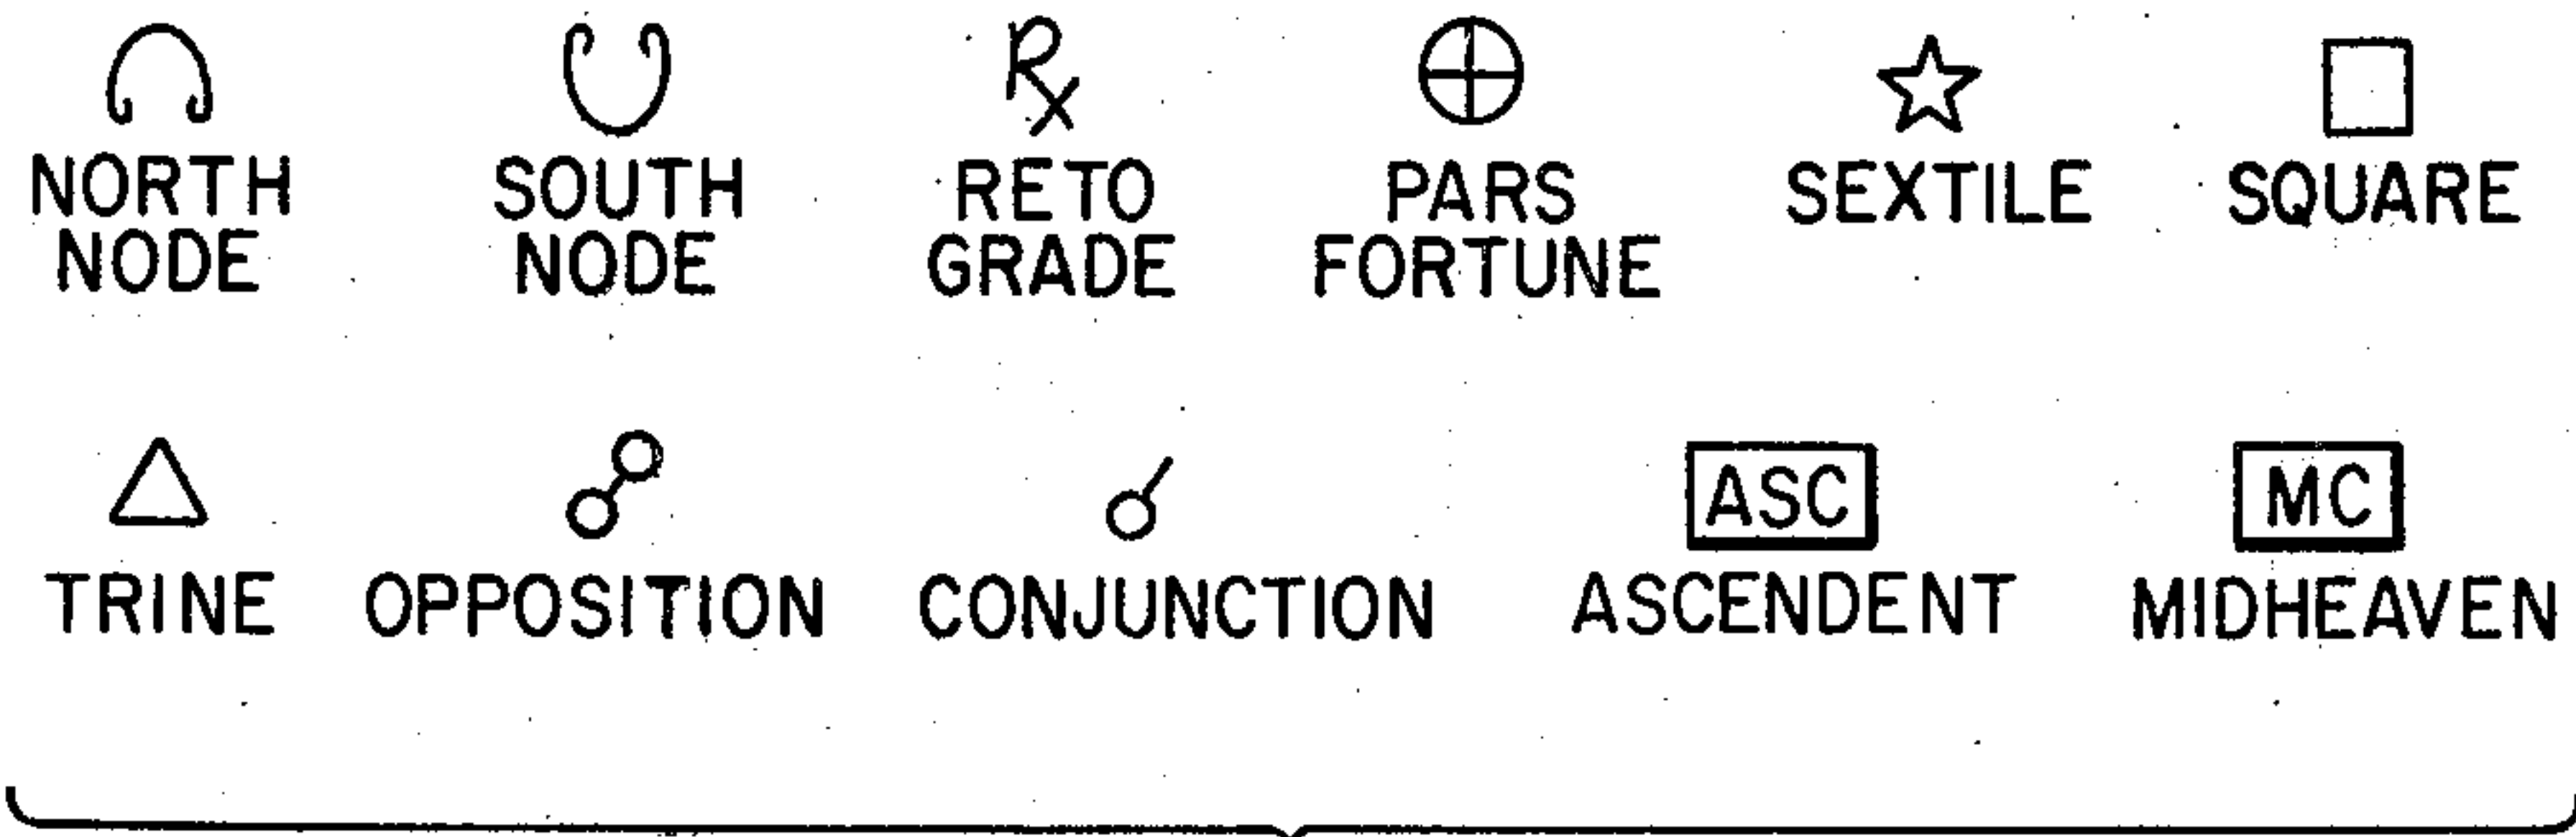 Rx
NORTH
NODE
SOUTH
NODE
RETO
GRADE
PARS
FORTUNE
SEXTILE
SQUARE
ASC
MC
TRINE
OPPOSITION
CONJUNCTION
ASCENDENT
MIDHEAVEN